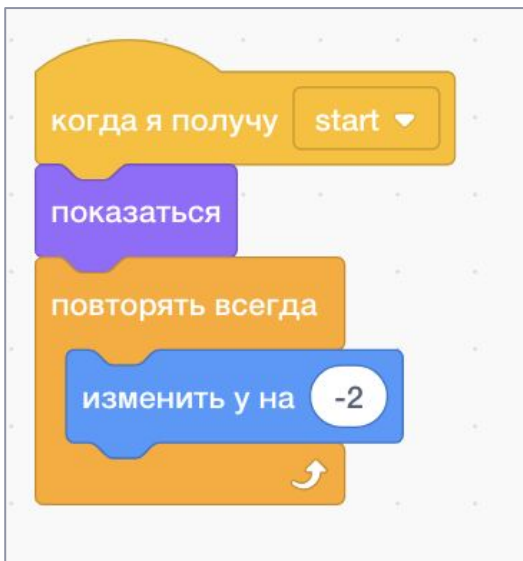 когда я получу start
показаться
повторять всегда
изменить y на -2